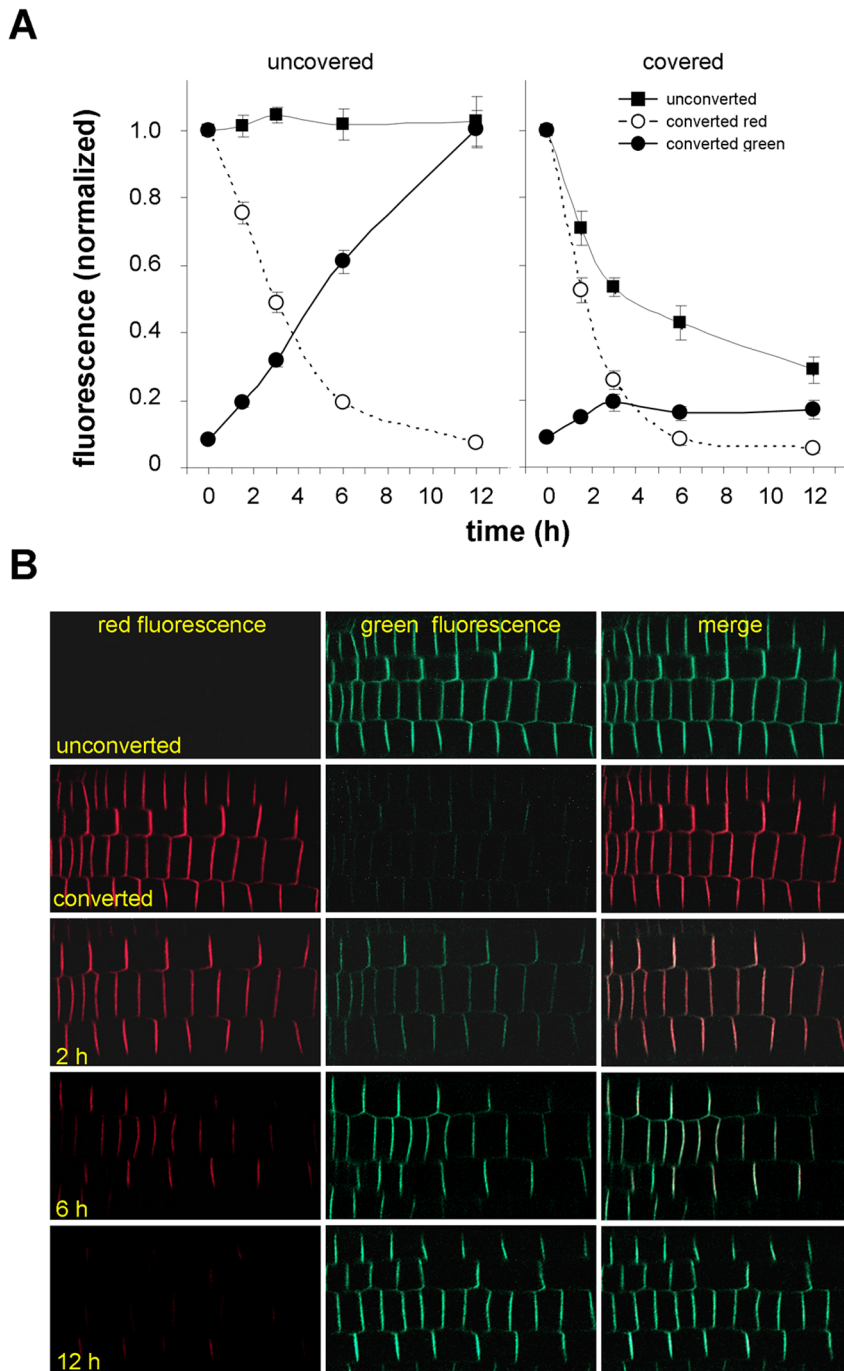 A
uncovered
covered
unconverted
converted red
converted green
fluorescence (normalized)
1.0
0.8
0.6
0.4
0.2
0
0 2 4 6 8 10 12
0 2 4 6 8 10 12
time (h)
B
red fluorescence
green fluorescence
merge
unconverted
converted
2 h
6 h
12 h